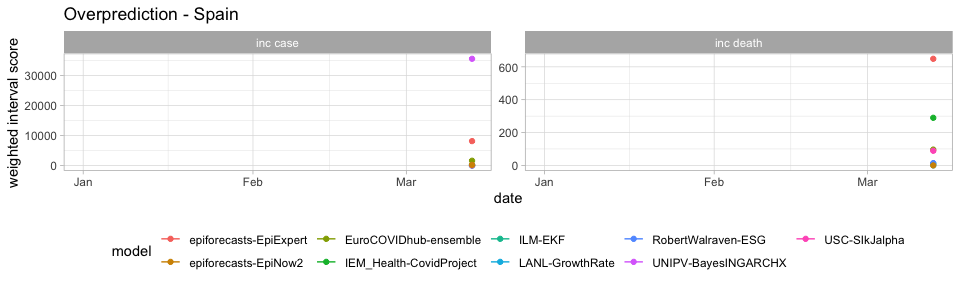 Overprediction - Spain
inc case
inc death
weighted interval score
30000
20000
10000
0
600
400
200
0
Jan
Feb
Mar
Jan
Feb
Mar
date
model
epiforecasts-EpiExpert
EuroCOVIDhub-ensemble
ILM-EKF
RobertWalraven-ESG
USC-SIkJalpha
epiforecasts-EpiNow2
IEM_Health-CovidProject
LANL-GrowthRate
UNIPV-BayesINGARCHX